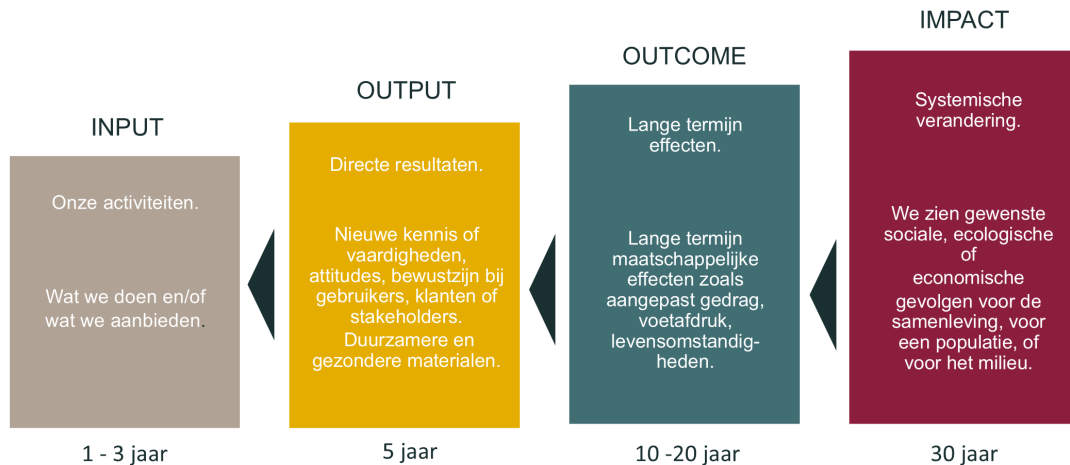 INPUT
Onze activiteiten.
Wat we doen en/of
wat we aanbieden.
1 - 3 jaar
OUTPUT
Directe resultaten.
Nieuwe kennis of
vaardigheden,
attitudes, bewustzijn bij
gebruikers, klanten of
stakeholders.
Duurzamere en
gezondere materialen.
5 jaar
OUTCOME
Lange termijn
effecten.
Lange termijn
maatschappelijke
effecten zoals
aangepast gedrag,
voetafdruk,
levensomstandig-
heden.
10 -20 jaar
IMPACT
Systemische
verandering.
We zien gewenste
sociale, ecologische
of
economische
gevolgen voor de
samenleving, voor
een populatie, of
voor het milieu.
30 jaar